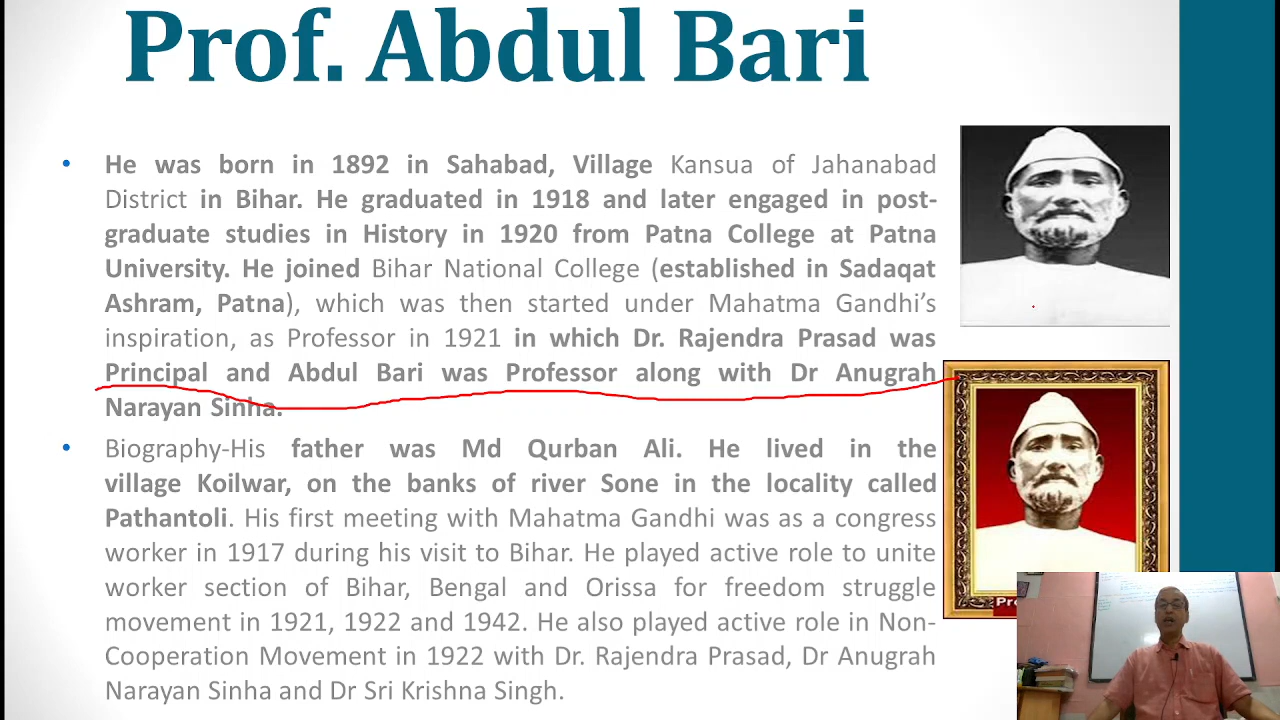 Prof. Abdul Bari
• He was born in 1892 in Sahabad, Village Kansua of Jahanabad
District in Bihar. He graduated in 1918 and later engaged in post-
graduate studies in History in 1920 from Patna College at Patna
University. He joined Bihar National College (established in Sadaqat
Ashram, Patna), which was then started under Mahatma Gandhi’s
inspiration, as Professor in 1921 in which Dr. Rajendra Prasad was
Principal and Abdul Bari was Professor along with Dr Anugrah
Narayan Sinha.
• Biography-His father was Md Qurban Ali. He lived in the
village Koilwar, on the banks of river Sone in the locality called
Pathantoli. His first meeting with Mahatma Gandhi was as a congress
worker in 1917 during his visit to Bihar. He played active role to unite
worker section of Bihar, Bengal and Orissa for freedom struggle
movement in 1921, 1922 and 1942. He also played active role in Non-
Cooperation Movement in 1922 with Dr. Rajendra Prasad, Dr Anugrah
Narayan Sinha and Dr Sri Krishna Singh.